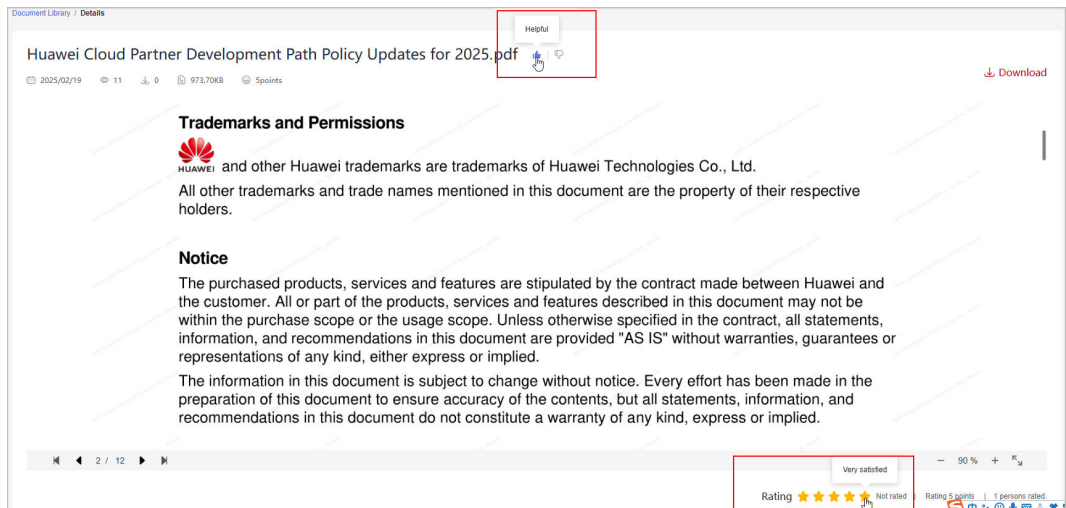 Document Library / Details
Helpful
Huawei Cloud Partner Development Path Policy Updates for 2025.pdf
2025/02/19 11 0 973.70KB 5points
Download
Trademarks and Permissions
HUAWEI and other Huawei trademarks are trademarks of Huawei Technologies Co., Ltd.
All other trademarks and trade names mentioned in this document are the property of their respective
holders.
Notice
The purchased products, services and features are stipulated by the contract made between Huawei and
the customer. All or part of the products, services and features described in this document may not be
within the purchase scope or the usage scope. Unless otherwise specified in the contract, all statements,
information, and recommendations in this document are provided "AS IS" without warranties, guarantees or
representations of any kind, either express or implied.
The information in this document is subject to change without notice. Every effort has been made in the
preparation of this document to ensure accuracy of the contents, but all statements, information, and
recommendations in this document do not constitute a warranty of any kind, express or implied.
2 / 12
90 %
Very satisfied
Rating Not rated | Rating 5 points | 1 persons rated.